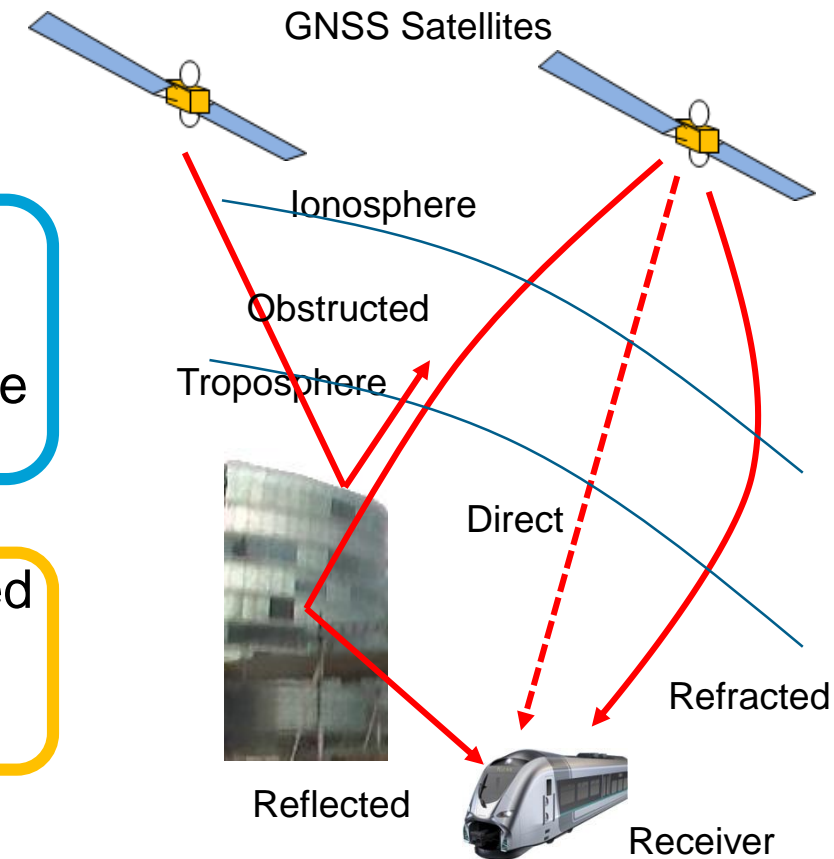 GNSS Satellites
Ionosphere
Obstructed
e
Troposphere
Direct
ed
Refracted
Reflected
Receiver